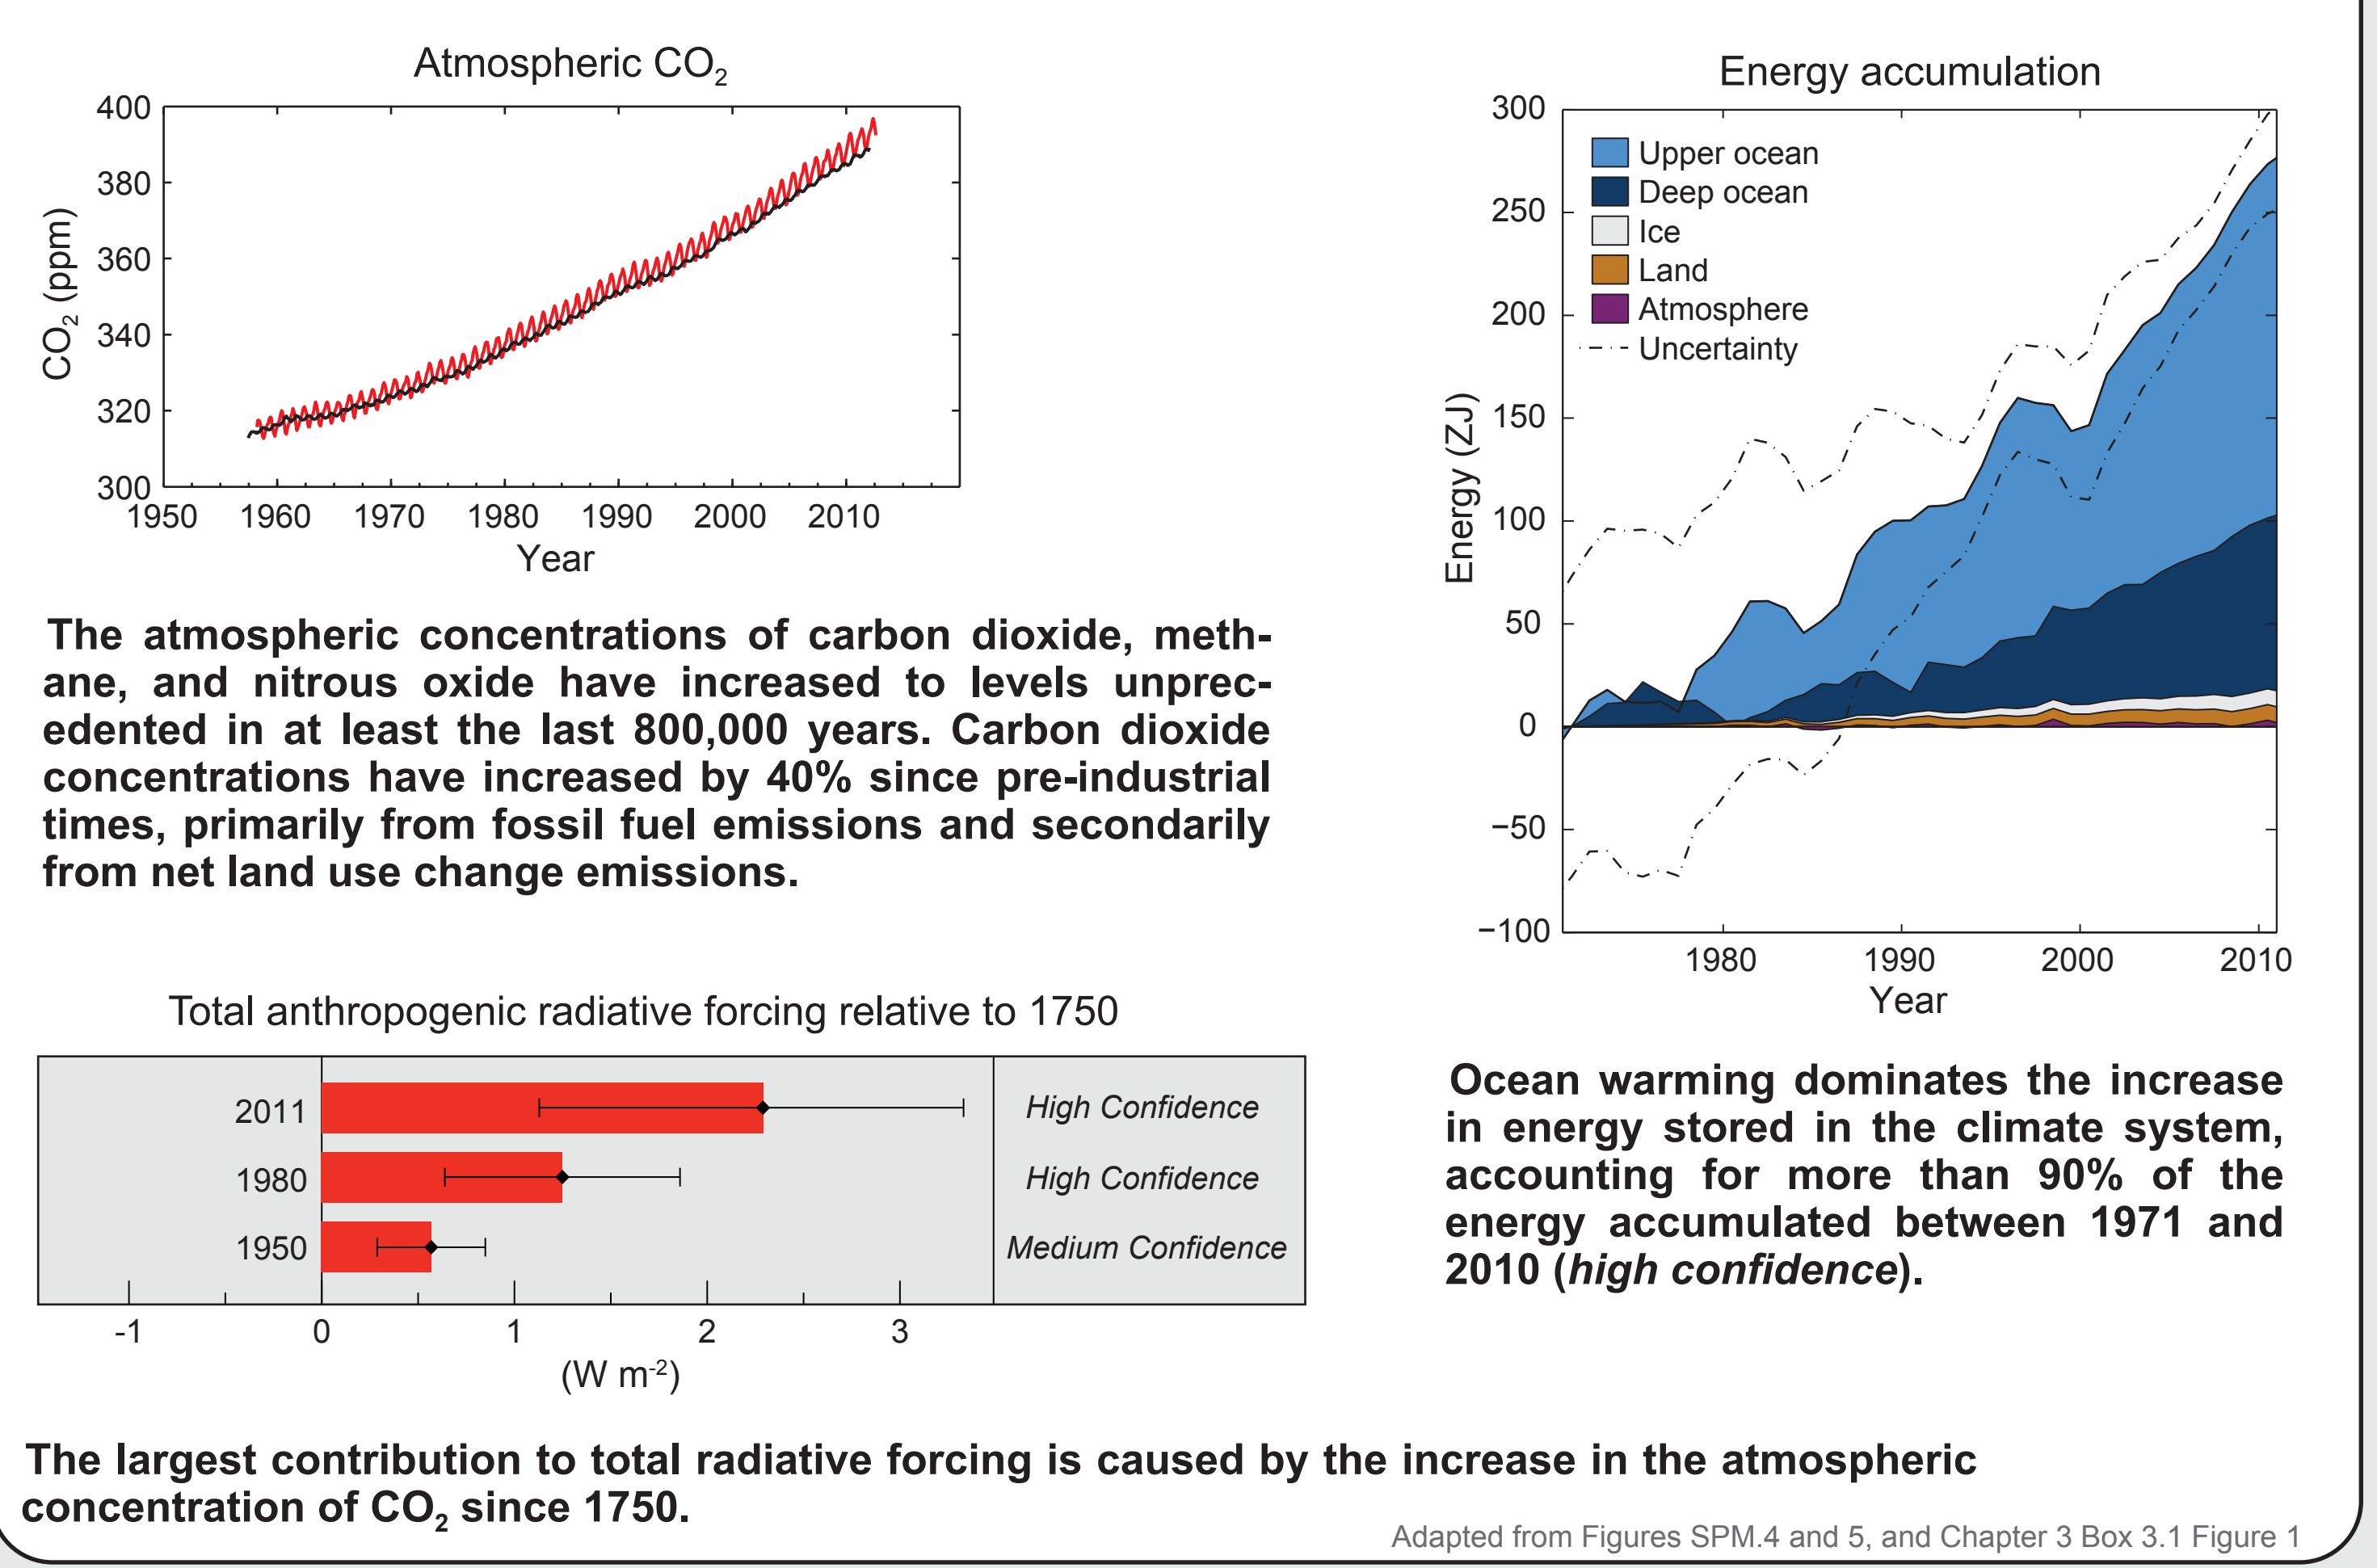 Atmospheric CO₂
400
380
360
340
320
300
CO₂ (ppm)
1950 1960 1970 1980 1990 2000 2010
Year
The atmospheric concentrations of carbon dioxide, meth-
ane, and nitrous oxide have increased to levels unprec-
edented in at least the last 800,000 years. Carbon dioxide
concentrations have increased by 40% since pre-industrial
times, primarily from fossil fuel emissions and secondarily
from net land use change emissions.
Total anthropogenic radiative forcing relative to 1750
2011 High Confidence
1980 High Confidence
1950 Medium Confidence
-1 0 1 2 3
(W m⁻²)
Energy accumulation
300
250
200
150
100
50
0
−50
−100
Energy (ZJ)
Upper ocean
Deep ocean
Ice
Land
Atmosphere
Uncertainty
1980 1990 2000 2010
Year
Ocean warming dominates the increase
in energy stored in the climate system,
accounting for more than 90% of the
energy accumulated between 1971 and
2010 (high confidence).
The largest contribution to total radiative forcing is caused by the increase in the atmospheric
concentration of CO₂ since 1750.
Adapted from Figures SPM.4 and 5, and Chapter 3 Box 3.1 Figure 1